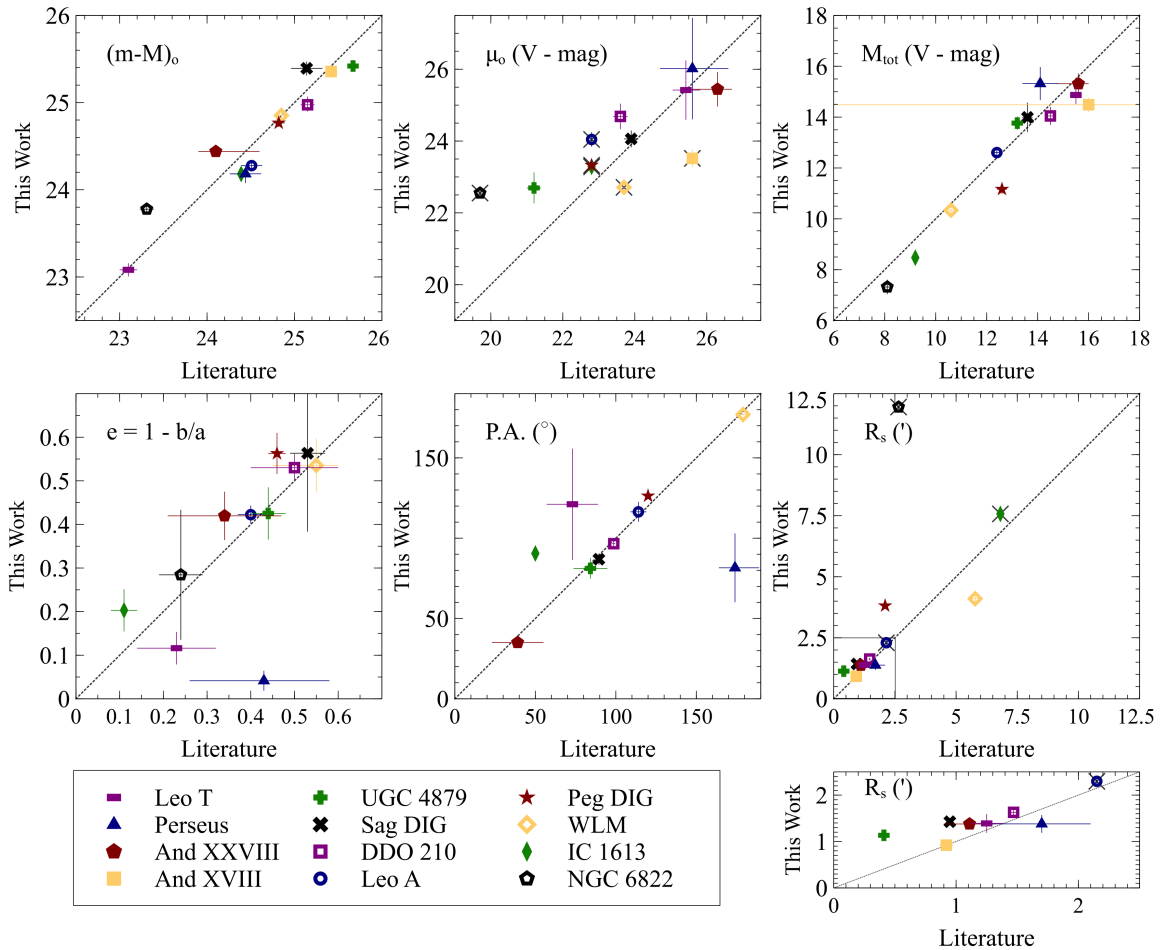 (m-M)o
26
25
24
23
23 24 25 26
This Work
Literature
μo (V - mag)
26
24
22
20
20 22 24 26
This Work
Literature
Mtot (V - mag)
18
16
14
12
10
8
6
6 8 10 12 14 16 18
This Work
Literature
e = 1 - b/a
0.6
0.5
0.4
0.3
0.2
0.1
0
0 0.1 0.2 0.3 0.4 0.5 0.6
This Work
Literature
P.A. (°)
150
50
0
0 50 100 150
This Work
Literature
Rs (')
12.5
10
7.5
5
2.5
0
0 2.5 5 7.5 10 12.5
This Work
Literature
Leo T
Perseus
And XXVIII
And XVIII
UGC 4879
Sag DIG
DDO 210
Leo A
Peg DIG
WLM
IC 1613
NGC 6822
Rs (')
2
1
0
0 1 2
This Work
Literature